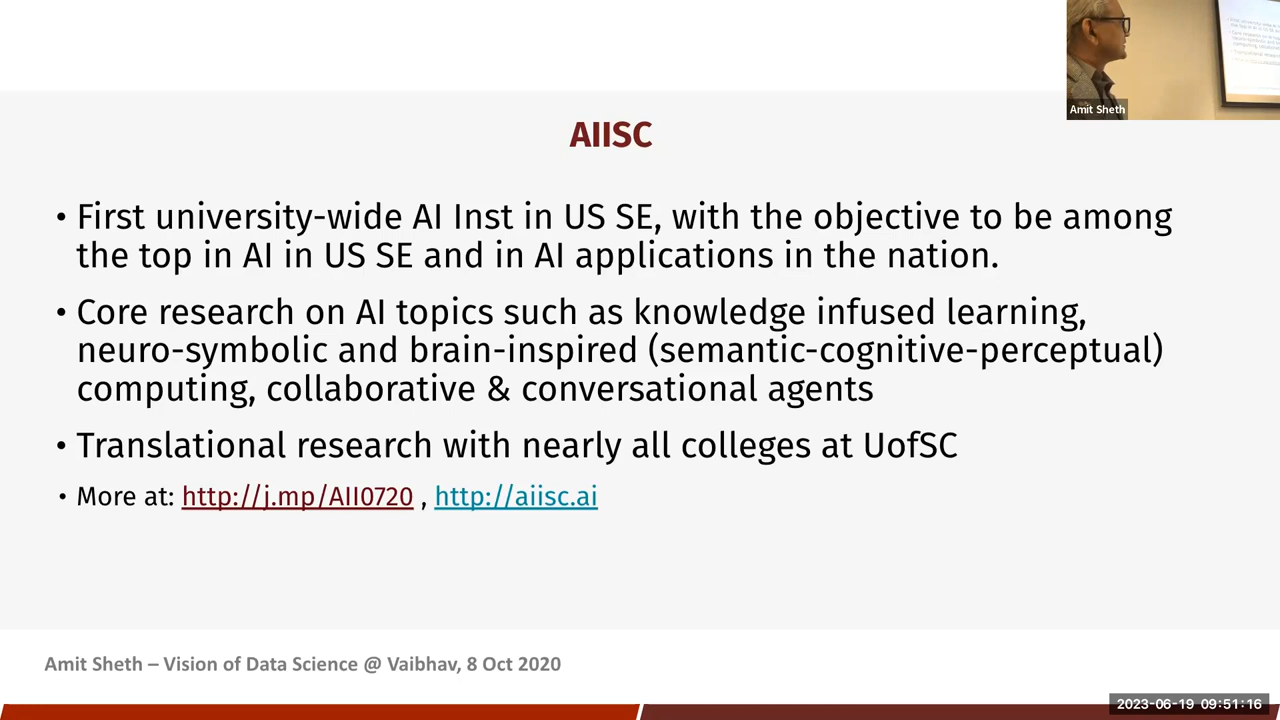 Amit Sheth
AIISC
• First university-wide AI Inst in US SE, with the objective to be among
the top in AI in US SE and in AI applications in the nation.
• Core research on AI topics such as knowledge infused learning,
neuro-symbolic and brain-inspired (semantic-cognitive-perceptual)
computing, collaborative & conversational agents
• Translational research with nearly all colleges at UofSC
• More at: http://j.mp/AII0720 , http://aiisc.ai
Amit Sheth – Vision of Data Science @ Vaibhav, 8 Oct 2020
2023-06-19 09:51:16